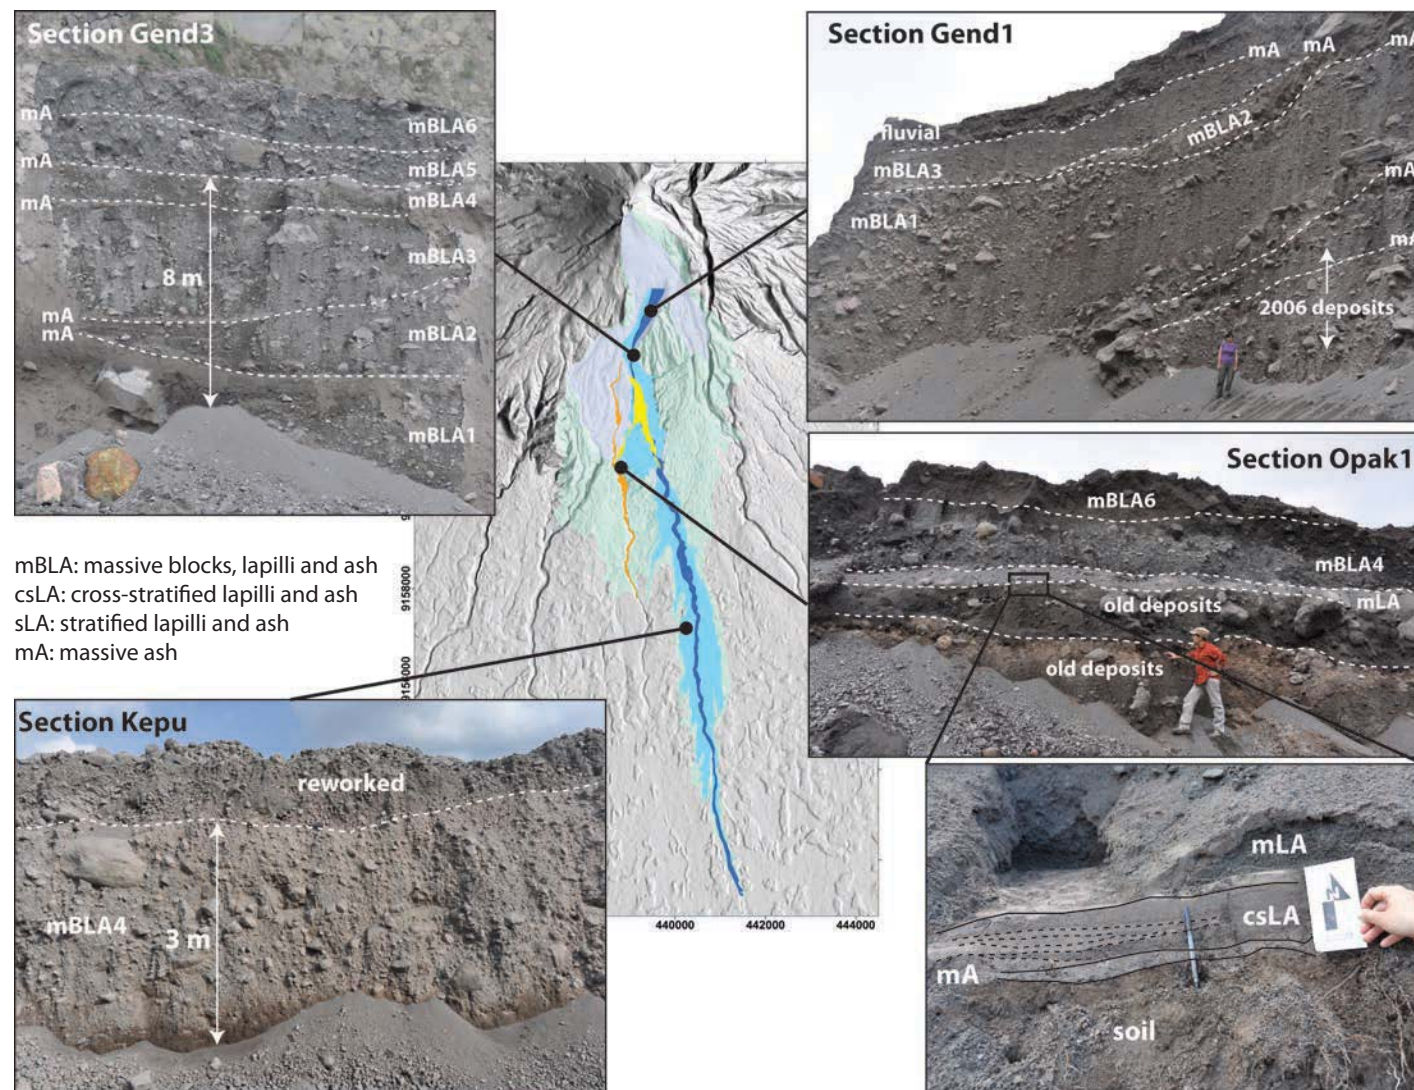 Section Gend3
mA
mBLA6
mA
mBLA5
mA
mBLA4
mBLA3
8 m
mA
mA
mBLA2
mBLA1
Section Gend1
mA
mA
mA
mBLA2
fluvial
mBLA3
mA
mBLA1
mA
2006 deposits
Section Opak1
mBLA6
mBLA4
mLA
old deposits
old deposits
mBLA: massive blocks, lapilli and ash
csLA: cross-stratified lapilli and ash
sLA: stratified lapilli and ash
mA: massive ash
9158000
440000
442000
444000
Section Kepu
reworked
mBLA4
3 m
mLA
csLA
mA
soil